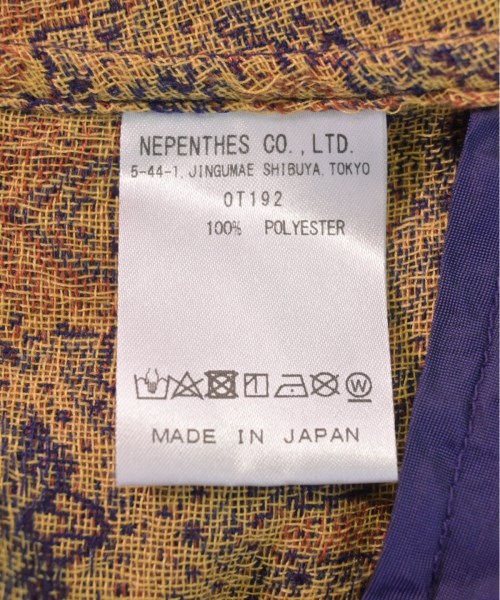 NEPENTHES CO.,LTD.
5-44-1, JINGUMAE SHIBUYA, TOKYO
OT192
100% POLYESTER
W
MADE IN JAPAN